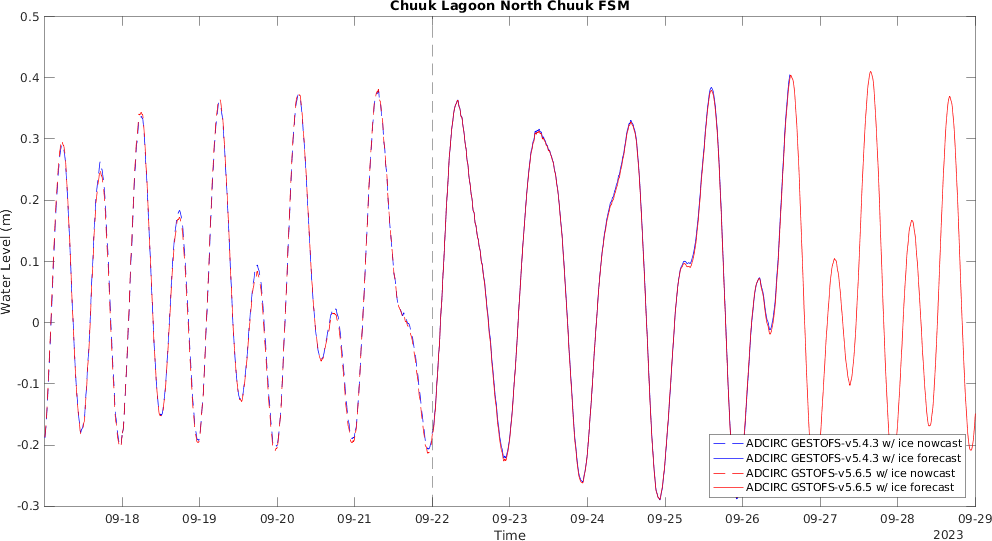 Chuuk Lagoon North Chuuk FSM
0.5
0.4
0.3
0.2
0.1
0
-0.1
-0.2
-0.3
Water Level (m)
ADCIRC GESTOFS-v5.4.3 w/ ice nowcast
ADCIRC GESTOFS-v5.4.3 w/ ice forecast
ADCIRC GSTOFS-v5.6.5 w/ ice nowcast
ADCIRC GSTOFS-v5.6.5 w/ ice forecast
09-18 09-19 09-20 09-21 09-22 09-23 09-24 09-25 09-26 09-27 09-28 09-29
Time
2023